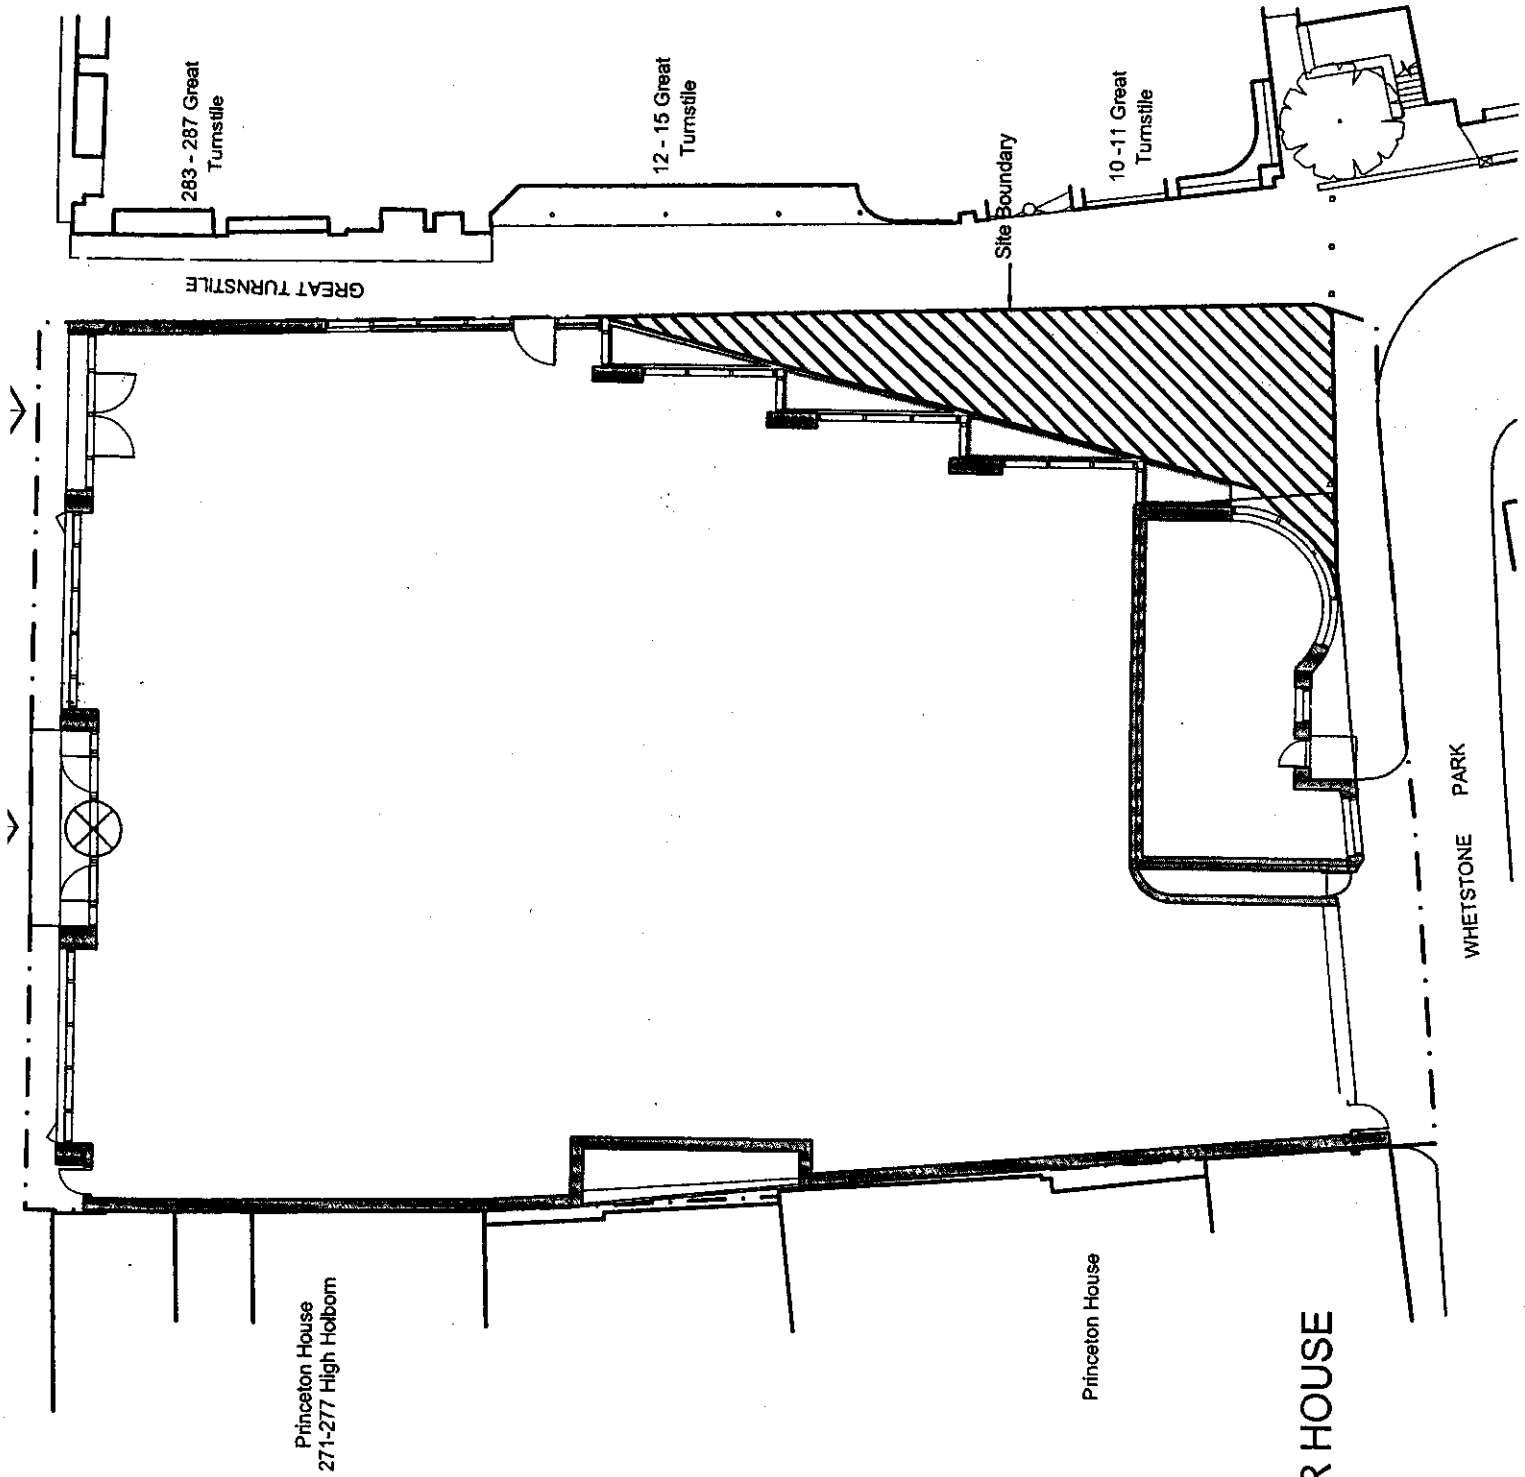 283 - 287 Great
Turnstile
12 - 15 Great
Turnstile
10 -11 Great
Turnstile
Site Boundary
GREAT TURNSTILE
WHETSTONE PARK
Princeton House
271-277 High Holborn
Princeton House
R HOUSE